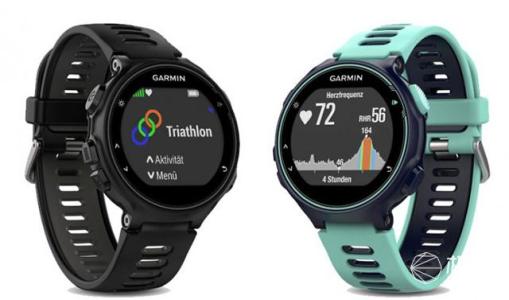 GARMIN
Triathlon
Aktivität
Menü
GARMIN
Herzfrequenz
72
RHR 56
164
46
4 Stunden